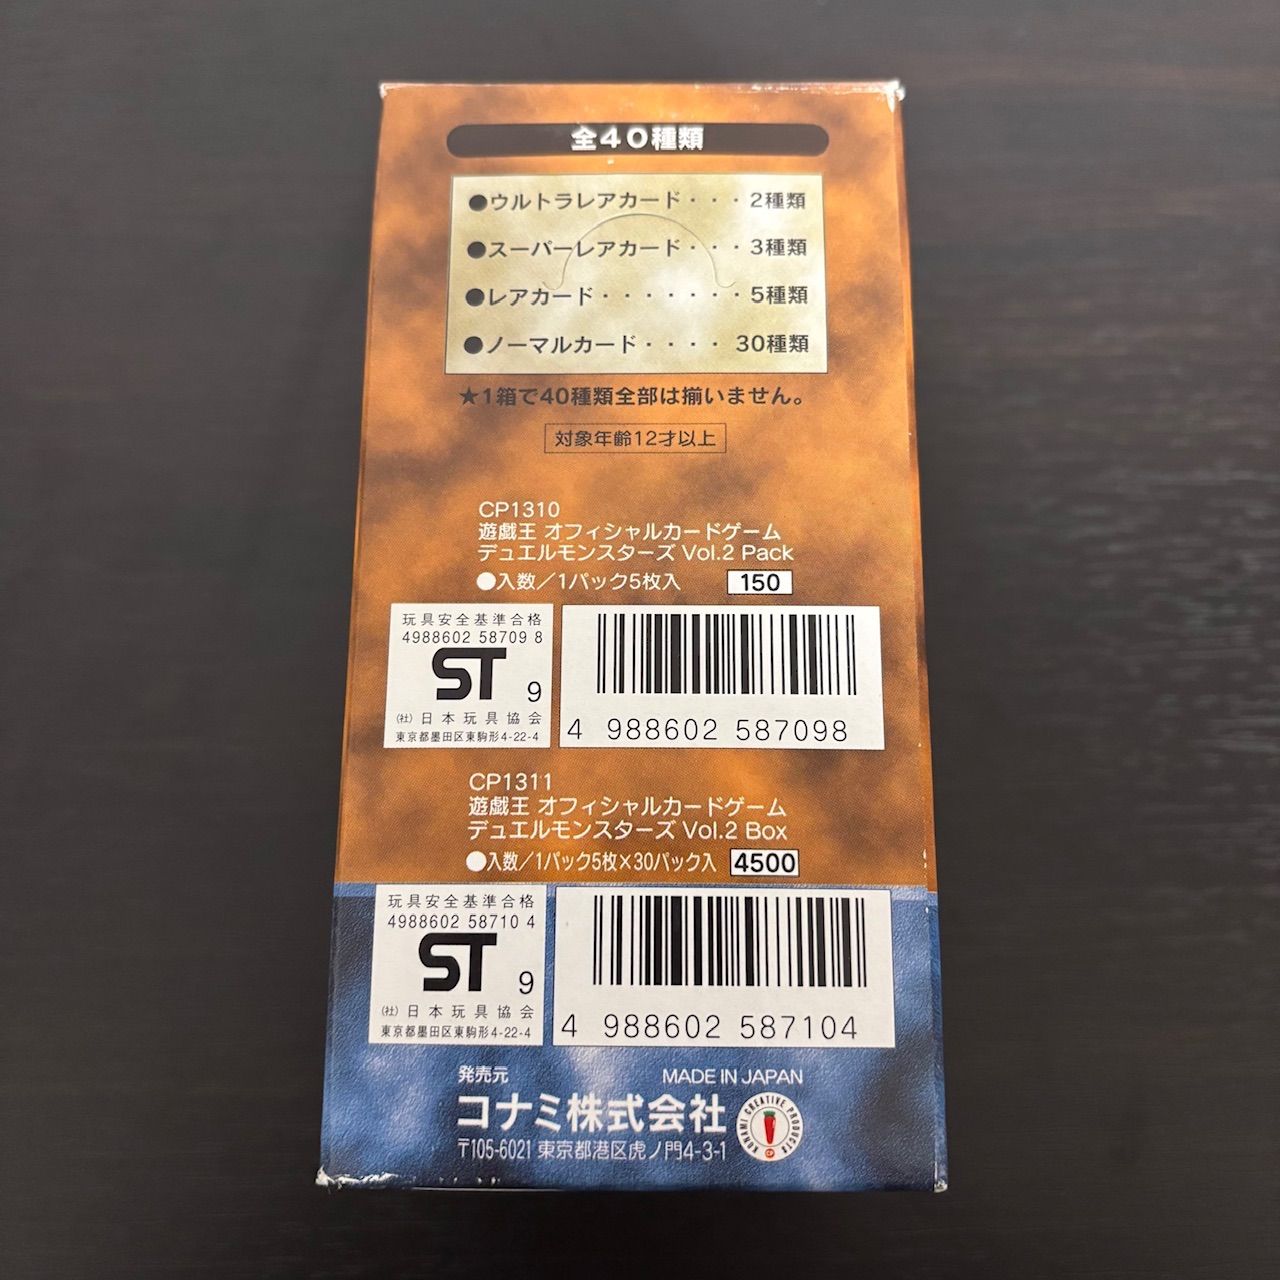 全40種類
●ウルトラレアカード・・・2種類
●スーパーレアカード・・・3種類
●レアカード・・・・・・・5種類
●ノーマルカード・・・・30種類
★1箱で40種類全部は揃いません。
対象年齢12才以上
CP1310
遊戯王 オフィシャルカードゲーム
デュエルモンスターズ Vol.2 Pack
●入数／1パック5枚入 150
玩具安全基準合格
4988602 58709 8
ST 9
(社)日本玩具協会
東京都墨田区東駒形4-22-4
4 988602 587098
CP1311
遊戯王 オフィシャルカードゲーム
デュエルモンスターズ Vol.2 Box
●入数／1パック5枚×30パック入 4500
玩具安全基準合格
4988602 58710 4
ST 9
(社)日本玩具協会
東京都墨田区東駒形4-22-4
4 988602 587104
発売元 MADE IN JAPAN
コナミ株式会社
〒105-6021 東京都港区虎ノ門4-3-1
KONAMI CREATIVE PRODUCTS
CP